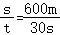 s/t = 600m/30s